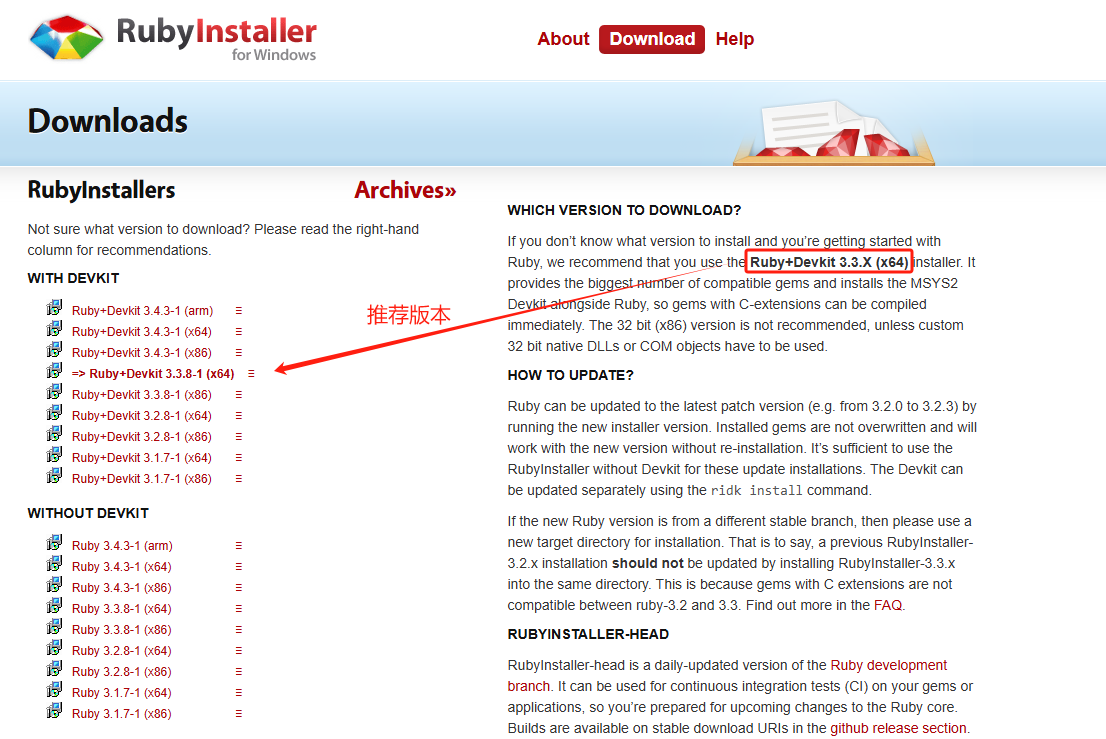 RubyInstaller
for Windows
About Download Help
Downloads
RubyInstallers
Archives»
Not sure what version to download? Please read the right-hand
column for recommendations.
WITH DEVKIT
Ruby+Devkit 3.4.3-1 (arm) ≡
Ruby+Devkit 3.4.3-1 (x64) ≡
Ruby+Devkit 3.4.3-1 (x86) ≡
=> Ruby+Devkit 3.3.8-1 (x64) ≡
Ruby+Devkit 3.3.8-1 (x86) ≡
Ruby+Devkit 3.2.8-1 (x64) ≡
Ruby+Devkit 3.2.8-1 (x86) ≡
Ruby+Devkit 3.1.7-1 (x64) ≡
Ruby+Devkit 3.1.7-1 (x86) ≡
推荐版本
WITHOUT DEVKIT
Ruby 3.4.3-1 (arm) ≡
Ruby 3.4.3-1 (x64) ≡
Ruby 3.4.3-1 (x86) ≡
Ruby 3.3.8-1 (x64) ≡
Ruby 3.3.8-1 (x86) ≡
Ruby 3.2.8-1 (x64) ≡
Ruby 3.2.8-1 (x86) ≡
Ruby 3.1.7-1 (x64) ≡
Ruby 3.1.7-1 (x86) ≡
WHICH VERSION TO DOWNLOAD?
If you don’t know what version to install and you’re getting started with
Ruby, we recommend that you use the Ruby+Devkit 3.3.X (x64) installer. It
provides the biggest number of compatible gems and installs the MSYS2
Devkit alongside Ruby, so gems with C-extensions can be compiled
immediately. The 32 bit (x86) version is not recommended, unless custom
32 bit native DLLs or COM objects have to be used.
HOW TO UPDATE?
Ruby can be updated to the latest patch version (e.g. from 3.2.0 to 3.2.3) by
running the new installer version. Installed gems are not overwritten and will
work with the new version without re-installation. It’s sufficient to use the
RubyInstaller without Devkit for these update installations. The Devkit can
be updated separately using the ridk install command.
If the new Ruby version is from a different stable branch, then please use a
new target directory for installation. That is to say, a previous RubyInstaller-
3.2.x installation should not be updated by installing RubyInstaller-3.3.x
into the same directory. This is because gems with C extensions are not
compatible between ruby-3.2 and 3.3. Find out more in the FAQ.
RUBYINSTALLER-HEAD
RubyInstaller-head is a daily-updated version of the Ruby development
branch. It can be used for continuous integration tests (CI) on your gems or
applications, so you’re prepared for upcoming changes to the Ruby core.
Builds are available on stable download URIs in the github release section.